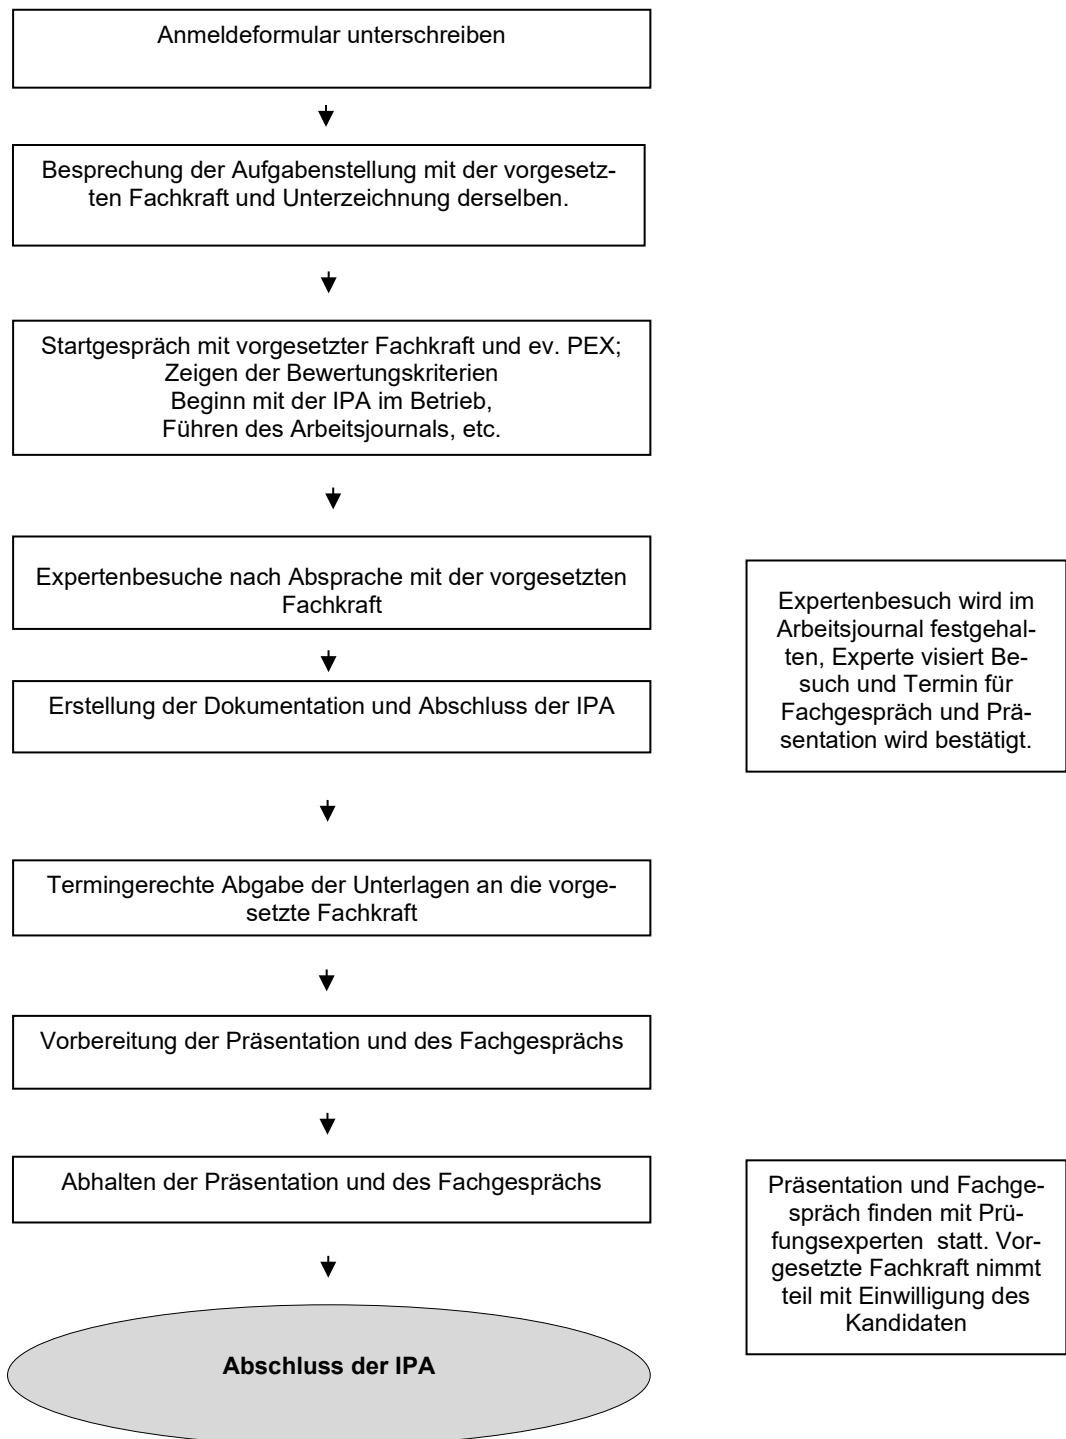 Anmeldeformular unterschreiben
Besprechung der Aufgabenstellung mit der vorgesetz-
ten Fachkraft und Unterzeichnung derselben.
Startgespräch mit vorgesetzter Fachkraft und ev. PEX;
Zeigen der Bewertungskriterien
Beginn mit der IPA im Betrieb,
Führen des Arbeitsjournals, etc.
Expertenbesuche nach Absprache mit der vorgesetzten
Fachkraft
Expertenbesuch wird im
Arbeitsjournal festgehal-
ten, Experte visiert Be-
such und Termin für
Fachgespräch und Prä-
sentation wird bestätigt.
Erstellung der Dokumentation und Abschluss der IPA
Termingerechte Abgabe der Unterlagen an die vorge-
setzte Fachkraft
Vorbereitung der Präsentation und des Fachgesprächs
Abhalten der Präsentation und des Fachgesprächs
Präsentation und Fachge-
spräch finden mit Prü-
fungsexperten statt. Vor-
gesetzte Fachkraft nimmt
teil mit Einwilligung des
Kandidaten
Abschluss der IPA